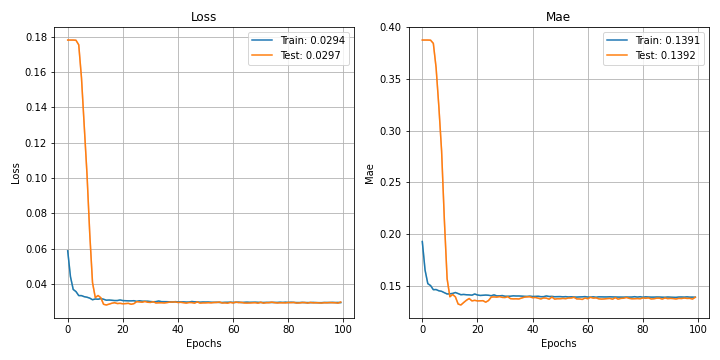 Loss
Train: 0.0294
Test: 0.0297
0.18
0.16
0.14
0.12
0.10
0.08
0.06
0.04
Loss
0 20 40 60 80 100
Epochs
Mae
Train: 0.1391
Test: 0.1392
0.40
0.35
0.30
0.25
0.20
0.15
Mae
0 20 40 60 80 100
Epochs